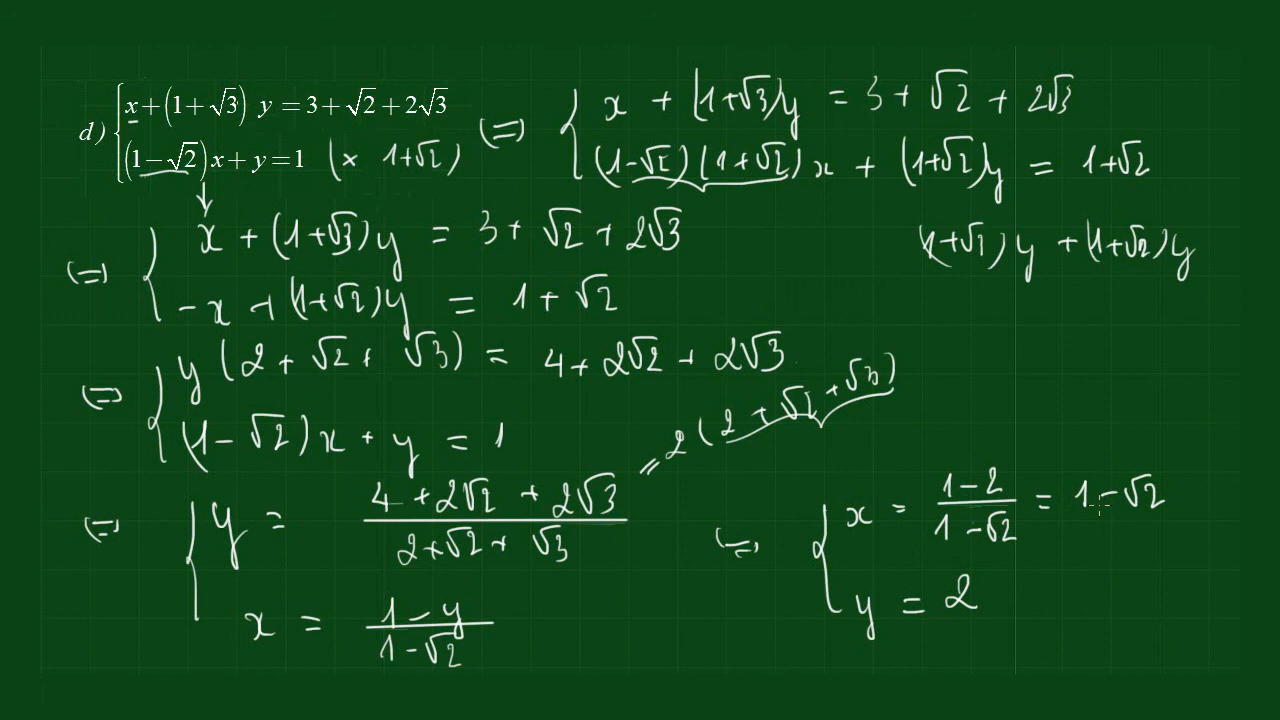 d) { x + (1 + √3) y = 3 + √2 + 2√3
(1 − √2) x + y = 1 (× 1+√2)
(=) { x + (1+√3)y = 3 + √2 + 2√3
(1-√2)(1+√2)x + (1+√2)y = 1+√2
(=) { x + (1+√3)y = 3 + √2 + 2√3
-x + (1+√2)y = 1 + √2
(1+√3)y + (1+√2)y
(=) { y (2 + √2 + √3) = 4 + 2√2 + 2√3
(1 - √2)x + y = 1
= 2(2 + √2 + √3)
(=) { y = (4 + 2√2 + 2√3)/(2 + √2 + √3)
x = (1 - y)/(1 - √2)
(=) { x = (1 - 2)/(1 - √2) = 1 - √2
y = 2